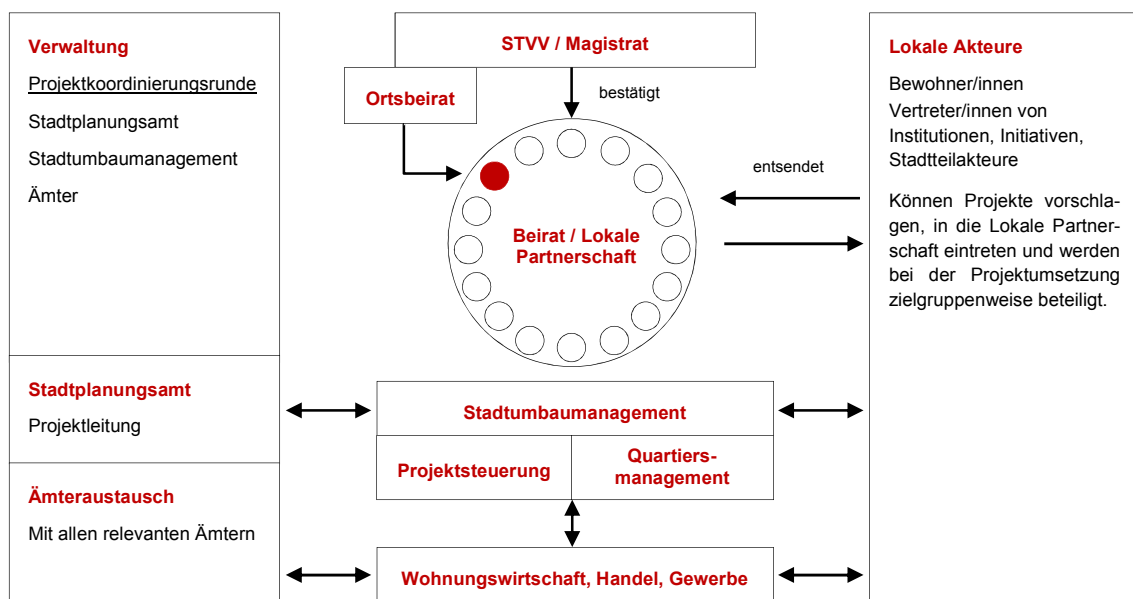 Verwaltung
Projektkoordinierungsrunde
Stadtplanungsamt
Stadtumbaumanagement
Ämter
Stadtplanungsamt
Projektleitung
Ämteraustausch
Mit allen relevanten Ämtern
STVV / Magistrat
Ortsbeirat
bestätigt
Beirat / Lokale
Partnerschaft
entsendet
Stadtumbaumanagement
Projektsteuerung
Quartiers-
management
Wohnungswirtschaft, Handel, Gewerbe
Lokale Akteure
Bewohner/innen
Vertreter/innen von
Institutionen, Initiativen,
Stadtteilakteure
Können Projekte vorschla-
gen, in die Lokale Partner-
schaft eintreten und werden
bei der Projektumsetzung
zielgruppenweise beteiligt.